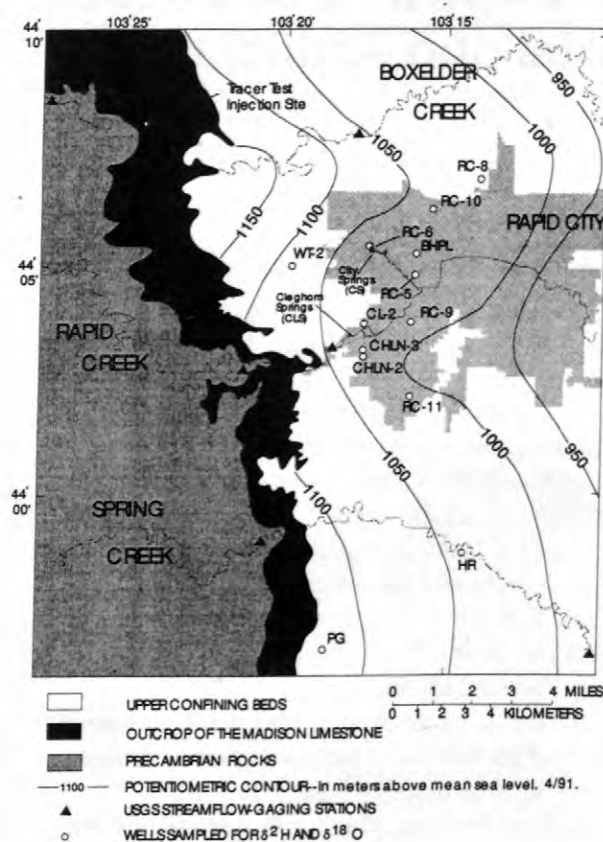 103˚25' 103˚20' 103˚15'
44˚
10'
Tracer Test
Injection Site
BOXELDER
CREEK
950
1000
1050
1100
1150
RC-8
RC-10
RAPID CITY
RC-6
BHPL
WT-2
44˚
05'
City
Springs
(CS)
RC-5
Cleghorn
Springs
(CLS)
CL-2
RC-9
RAPID
CREEK
CHLN-3
CHLN-2
RC-11
950
1000
1050
1100
44˚
00'
SPRING
CREEK
HR
PG
UPPER CONFINING BEDS
0 1 2 3 4 MILES
0 1 2 3 4 KILOMETERS
OUTCROP OF THE MADISON LIMESTONE
PRECAMBRIAN ROCKS
1100 POTENTIOMETRIC CONTOUR--in meters above mean sea level. 4/91.
USGS STREAMFLOW-GAGING STATIONS
WELLS SAMPLED FOR δ²H AND δ¹⁸ O